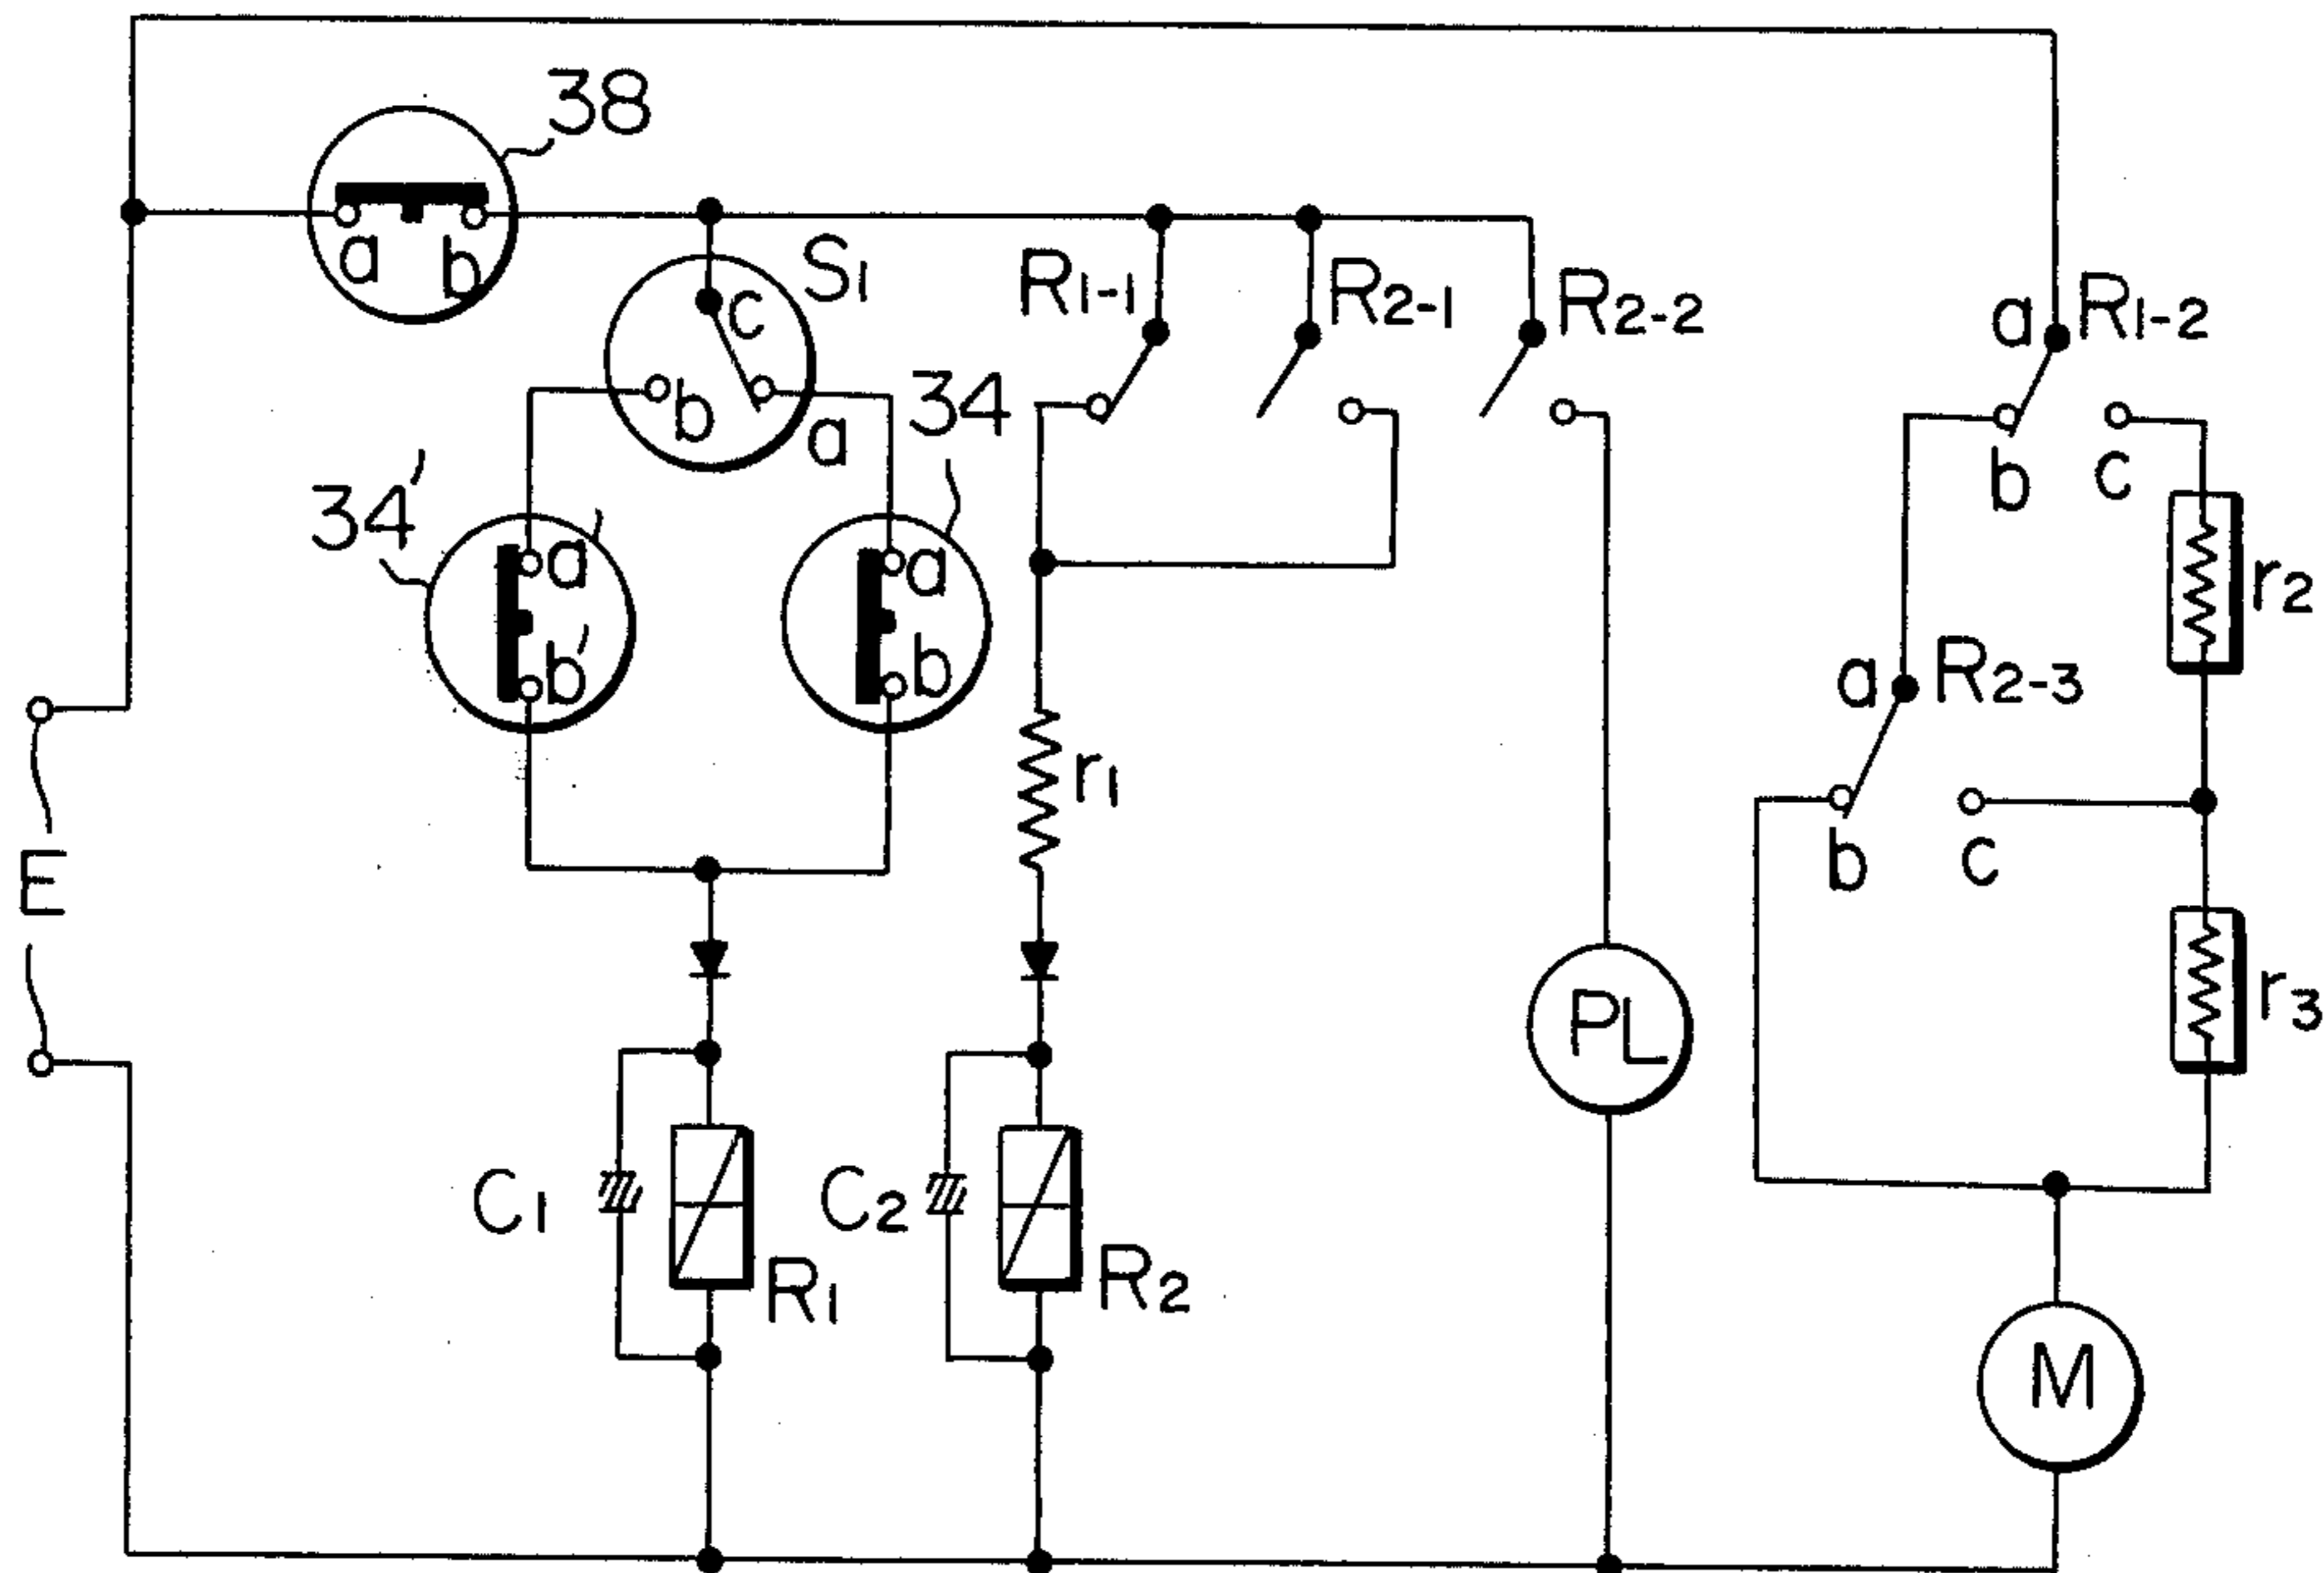 38
a b
S1
c
b a
34
34'
a' a
b' b
R1-1
R2-1
R2-2
a R1-2
b c
r2
a R2-3
b c
r1
r3
E
PL
C1
R1
C2
R2
M